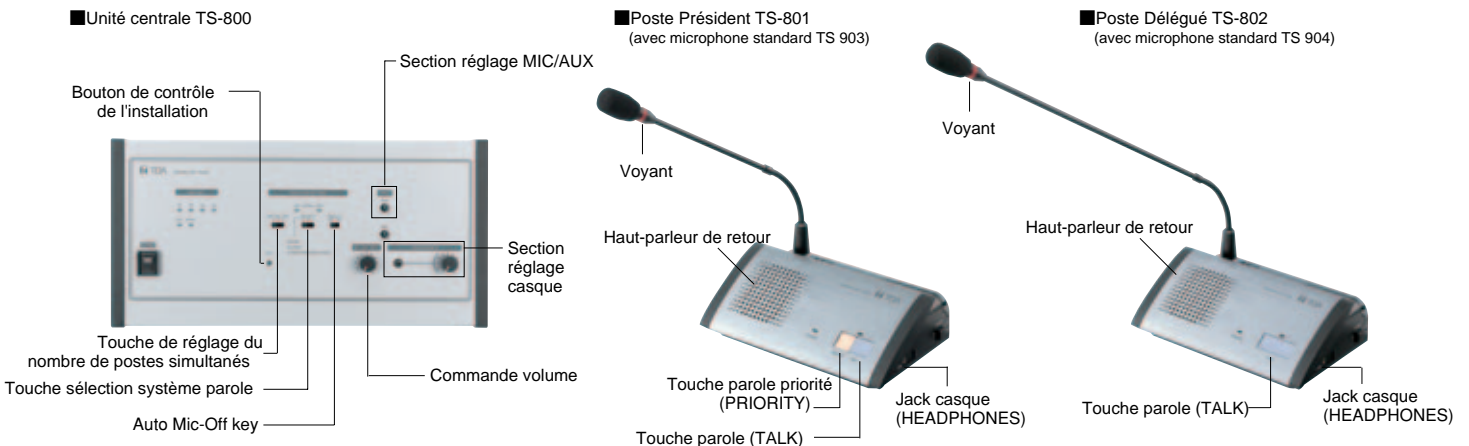 ■Unité centrale TS-800
Section réglage MIC/AUX
Bouton de contrôle
de l'installation
TOA
Section
réglage
casque
Touche de réglage du
nombre de postes simultanés
Touche sélection système parole
Auto Mic-Off key
Commande volume
■Poste Président TS-801
(avec microphone standard TS 903)
Voyant
Haut-parleur de retour
Touche parole priorité
(PRIORITY)
Touche parole (TALK)
Jack casque
(HEADPHONES)
■Poste Délégué TS-802
(avec microphone standard TS 904)
Voyant
Haut-parleur de retour
Touche parole (TALK)
Jack casque
(HEADPHONES)